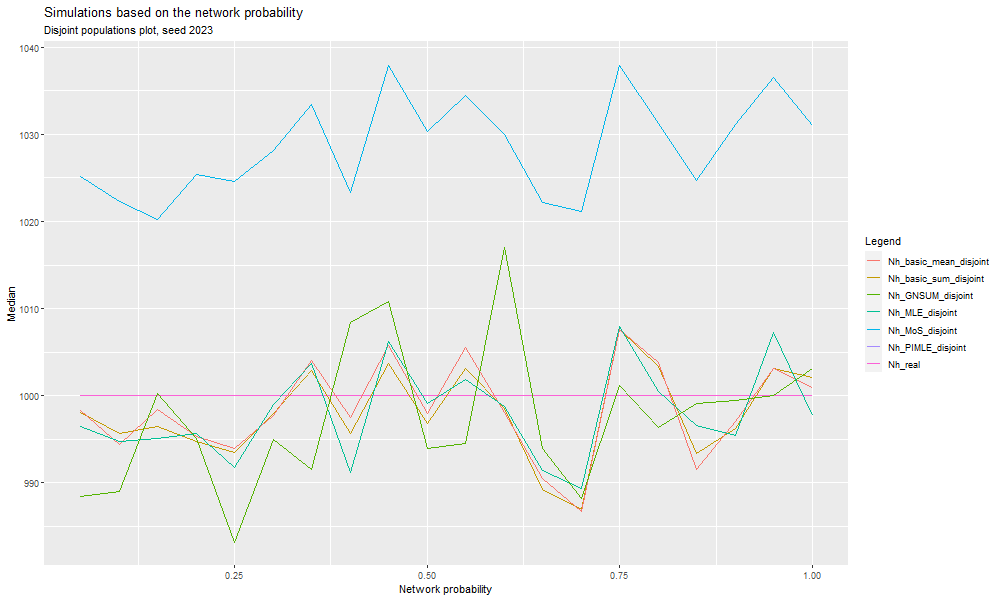 Simulations based on the network probability
Disjoint populations plot, seed 2023
1040
1030
1020
1010
1000
990
Median
0.25
0.50
0.75
1.00
Network probability
Legend
Nh_basic_mean_disjoint
Nh_basic_sum_disjoint
Nh_GNSUM_disjoint
Nh_MLE_disjoint
Nh_MoS_disjoint
Nh_PIMLE_disjoint
Nh_real